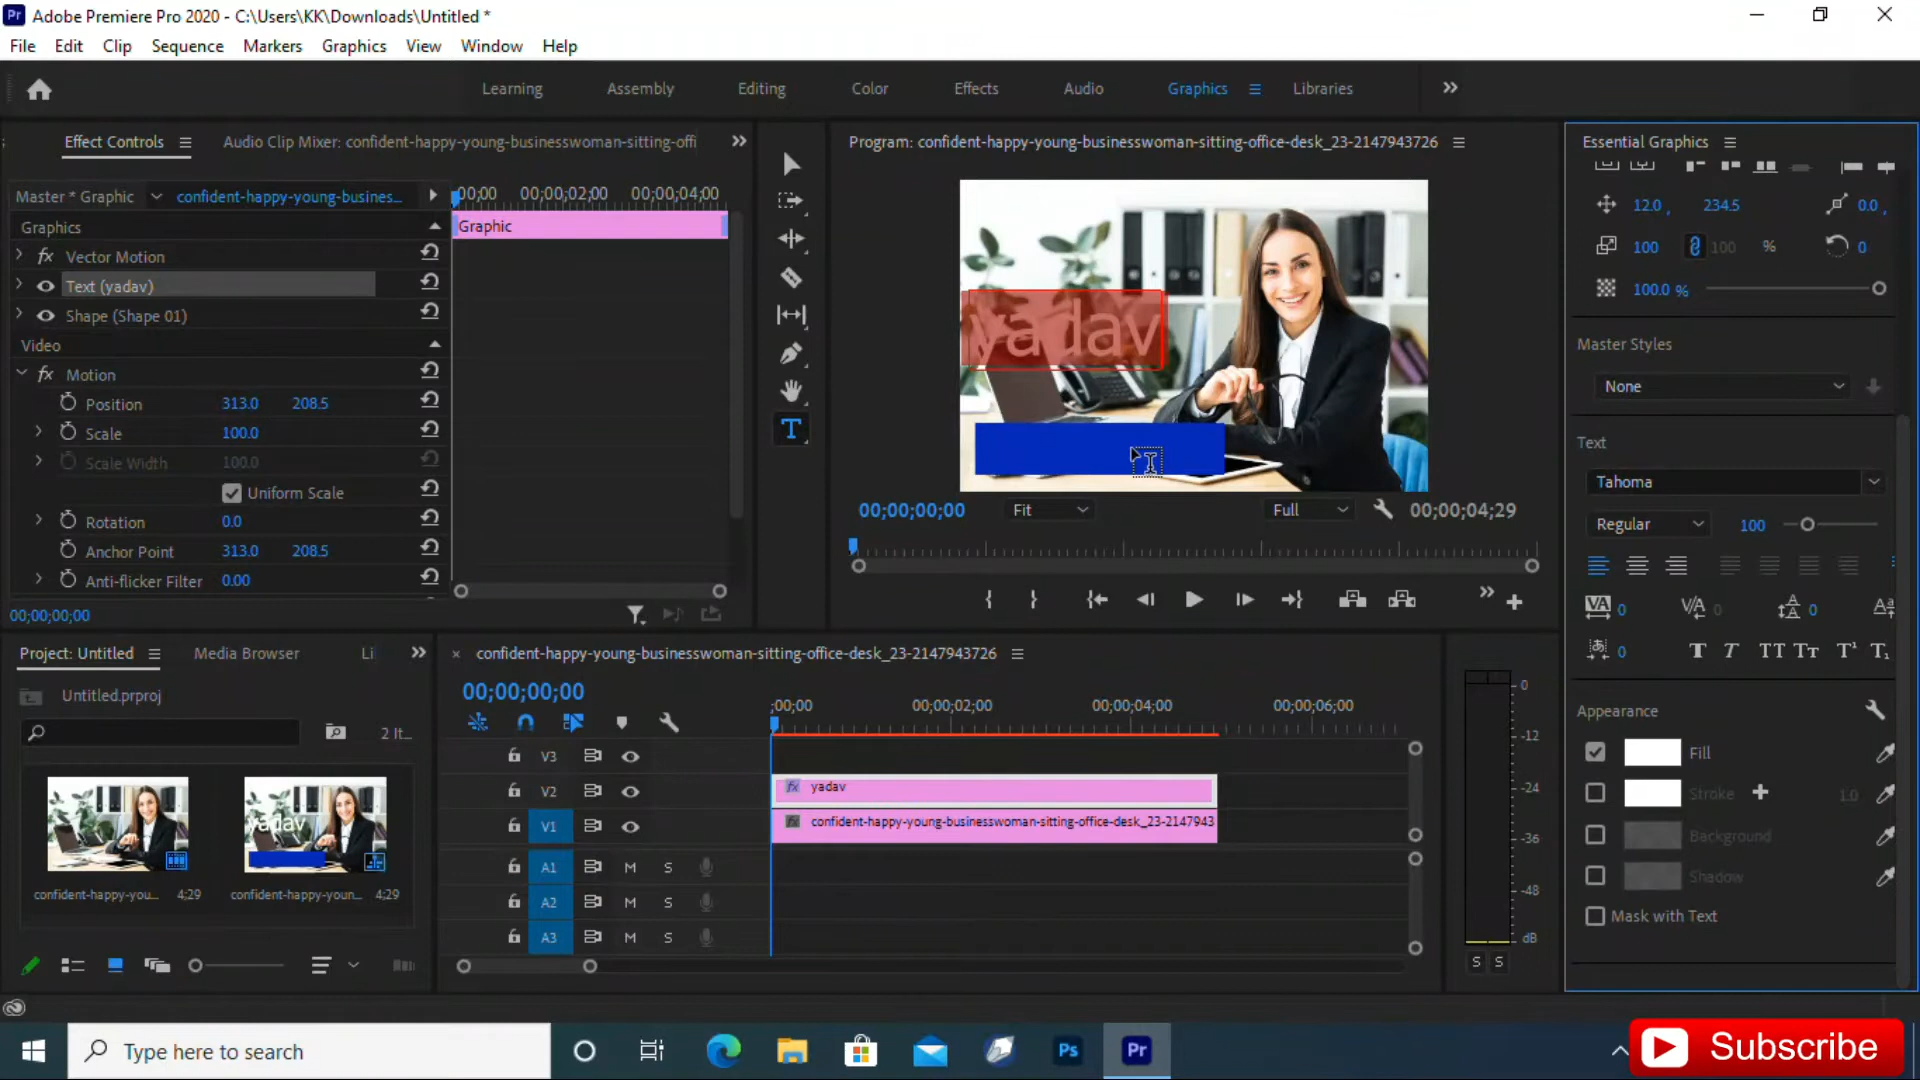 Adobe Premiere Pro 2020 - C:\Users\KK\Downloads\Untitled *
File Edit Clip Sequence Markers Graphics View Window Help
Learning Assembly Editing Color Effects Audio Graphics Libraries
Effect Controls Audio Clip Mixer: confident-happy-young-businesswoman-sitting-offi
Program: confident-happy-young-businesswoman-sitting-office-desk_23-2147943726
Essential Graphics
Master * Graphic confident-happy-young-busines... ;00;00 00;00;02;00 00;00;04;00
12.0 , 234.5 0.0 ,
Graphics Graphic
100 100 % 0
Vector Motion
Text (yadav)
100.0 %
Shape (Shape 01)
yadav
Video
Master Styles
Motion
None
Position 313.0 208.5
Scale 100.0
Text
Scale Width 100.0
Tahoma
Uniform Scale
00;00;00;00 Fit Full 00;00;04;29
Rotation 0.0
Regular 100
Anchor Point 313.0 208.5
Anti-flicker Filter 0.00
00;00;00;00
0 0 0
0
T T TT Tт T¹ T₁
Project: Untitled Media Browser Li
confident-happy-young-businesswoman-sitting-office-desk_23-2147943726
Untitled.prproj
00;00;00;00
;00;00 00;00;02;00 00;00;04;00 00;00;06;00
2 It...
Appearance
Fill
Stroke 1.0
Background
Shadow
Mask with Text
V3
V2 yadav
V1 confident-happy-young-businesswoman-sitting-office-desk_23-2147943
A1 M S
A2 M S
A3 M S
0
-12
-24
-36
-48
dB
S S
yadav
confident-happy-you... 4;29 confident-happy-youn... 4;29
Type here to search
Ps Pr
Subscribe